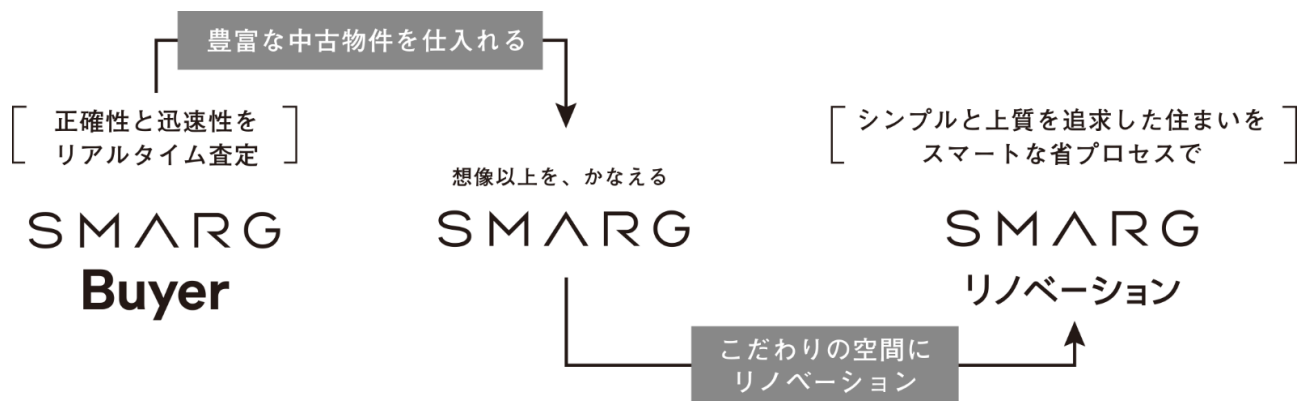 豊富な中古物件を仕入れる
正確性と迅速性を
リアルタイム査定
SMARG
Buyer
想像以上を、かなえる
SMARG
こだわりの空間に
リノベーション
シンプルと上質を追求した住まいを
スマートな省プロセスで
SMARG
リノベーション